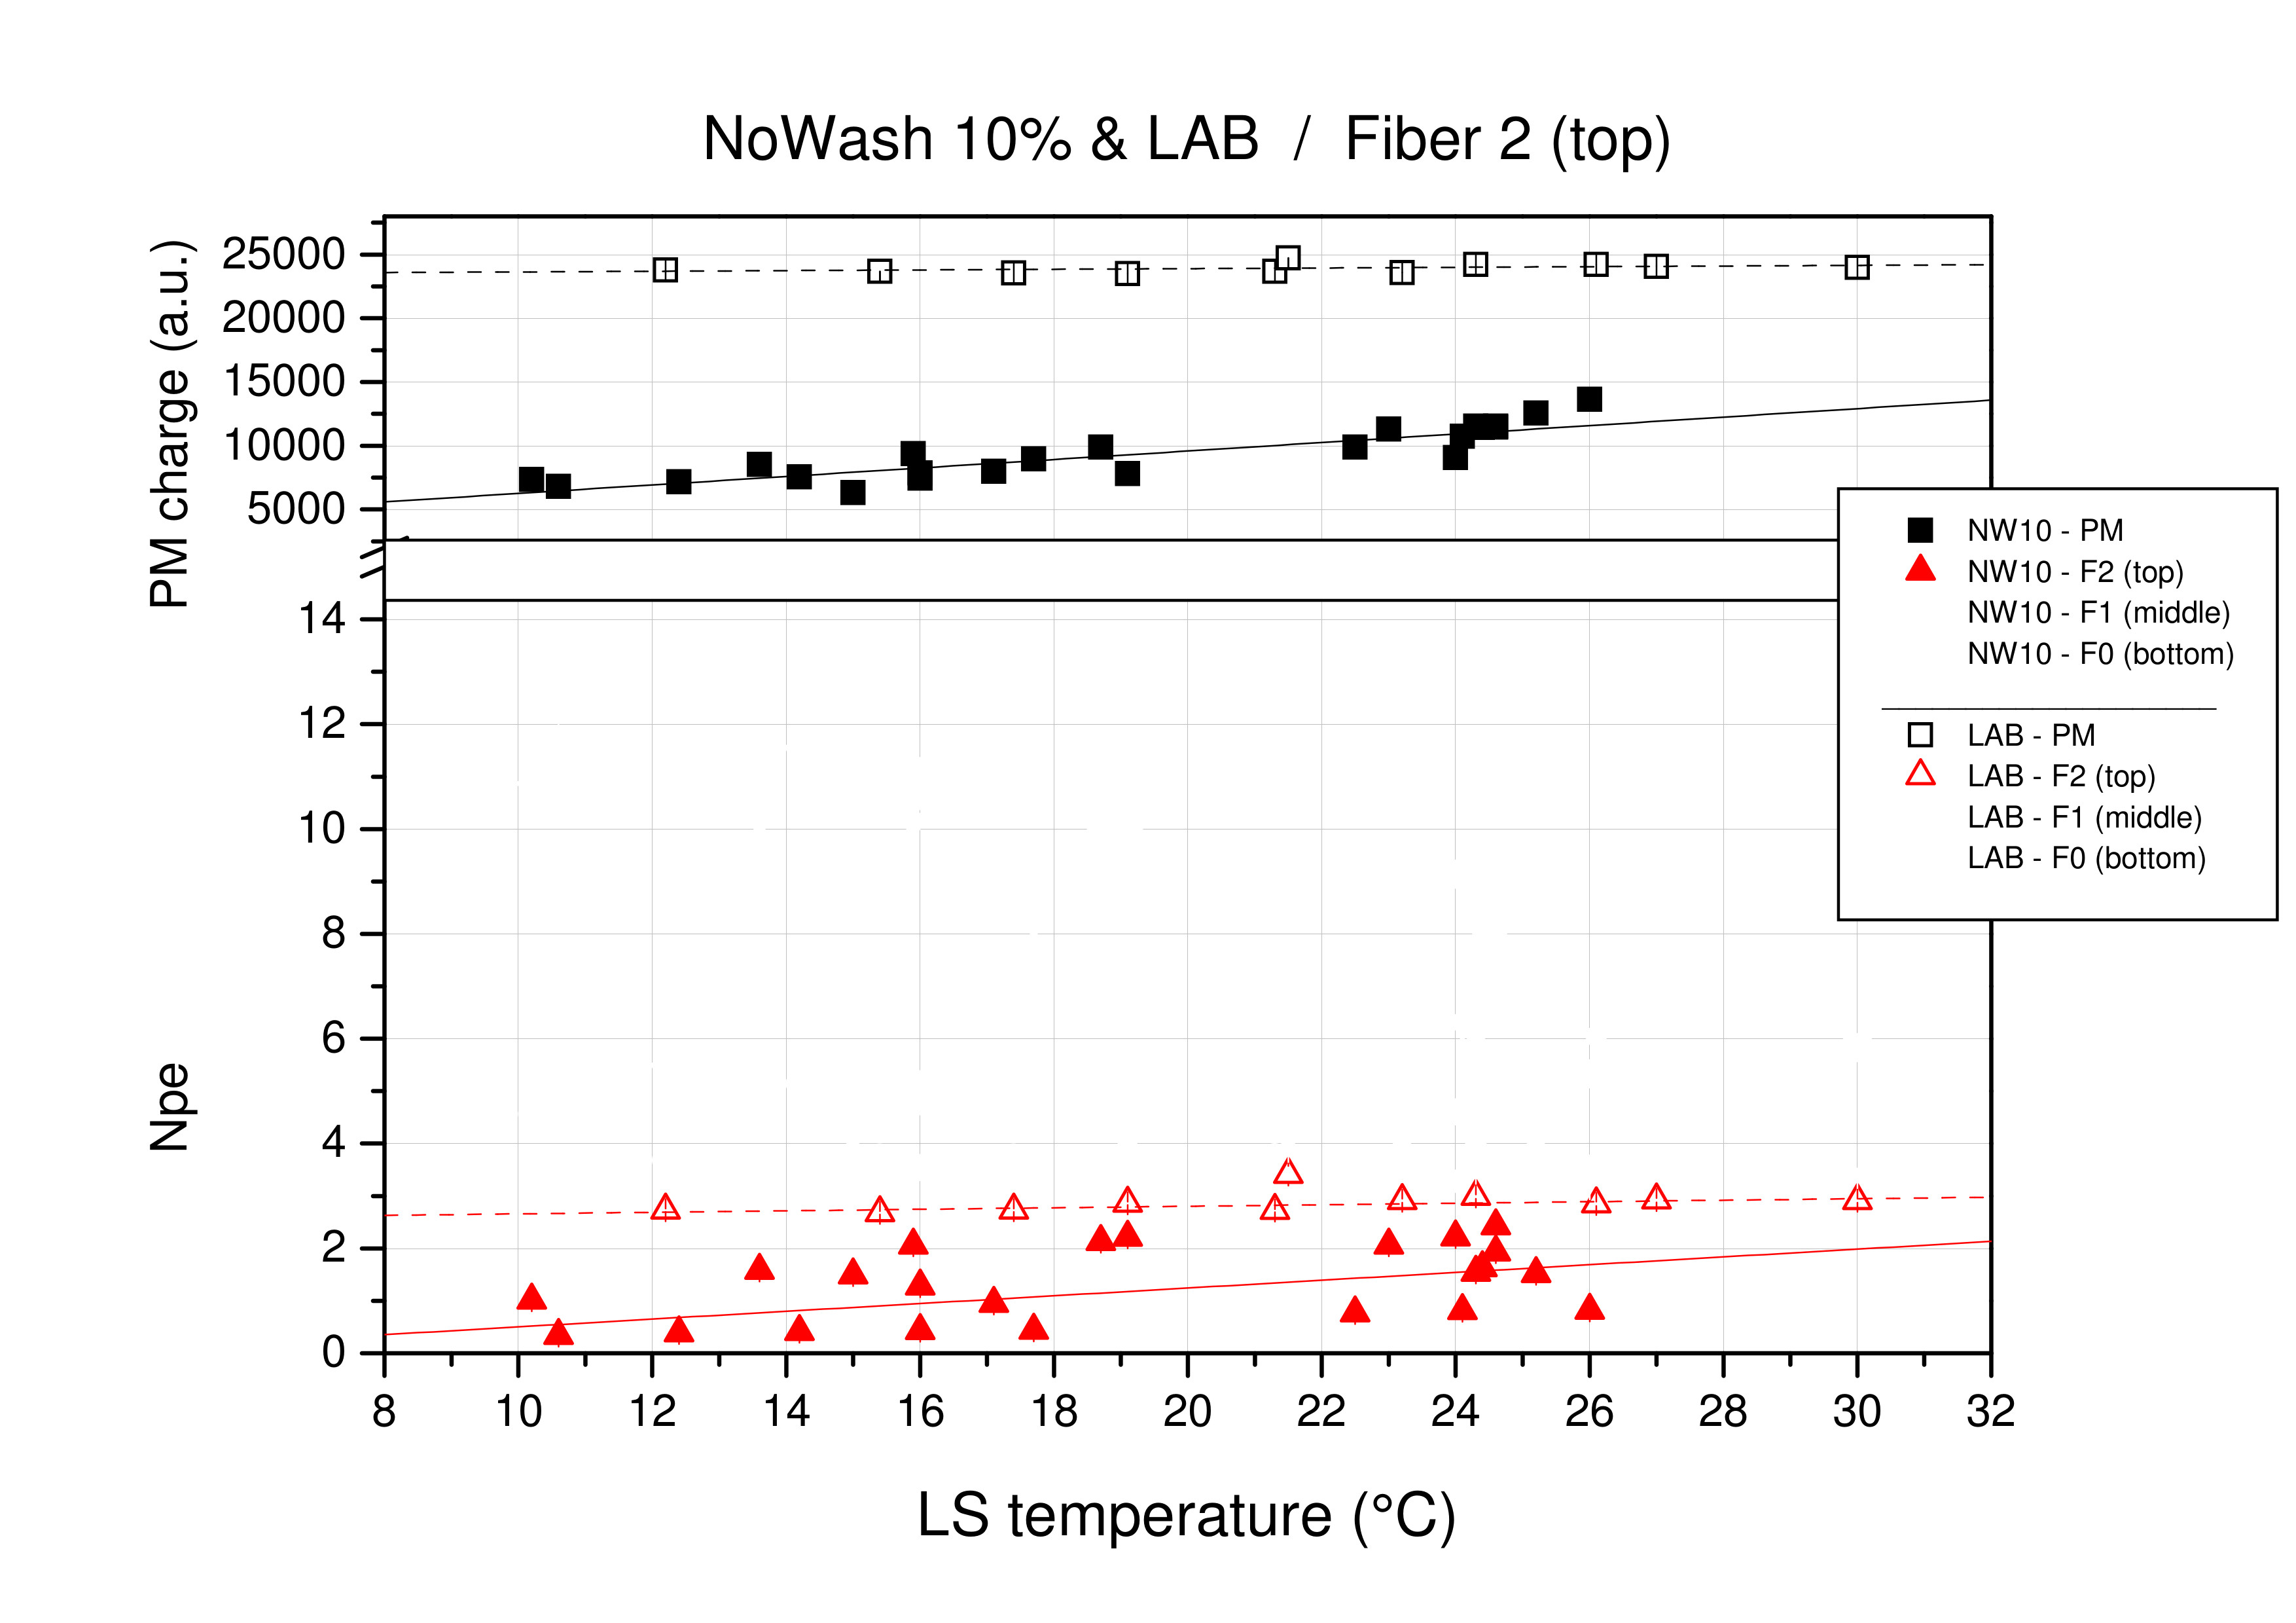 NoWash 10% & LAB / Fiber 2 (top)
PM charge (a.u.)
25000
20000
15000
10000
5000
NW10 - PM
NW10 - F2 (top)
NW10 - F1 (middle)
NW10 - F0 (bottom)
LAB - PM
LAB - F2 (top)
LAB - F1 (middle)
LAB - F0 (bottom)
Npe
14
12
10
8
6
4
2
0
8 10 12 14 16 18 20 22 24 26 28 30 32
LS temperature (°C)